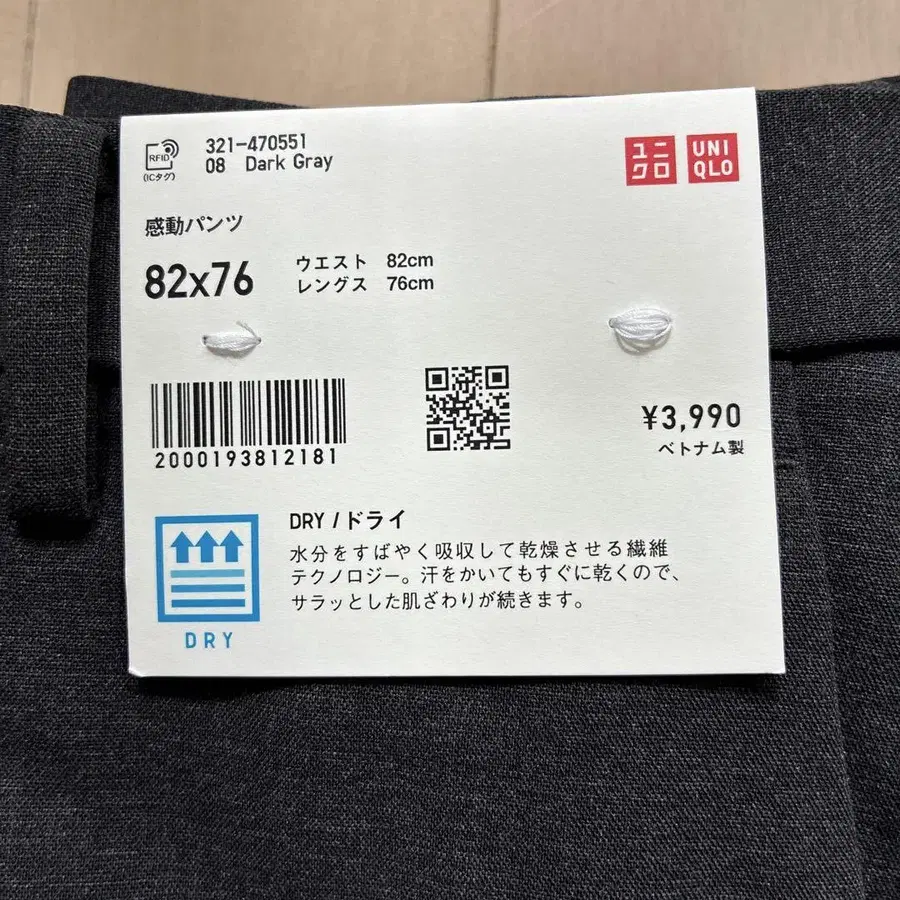 RFID
(ICタグ)
321-470551
08 Dark Gray
ユニ
クロ
UNI
QLO
感動パンツ
82x76
ウエスト 82cm
レングス 76cm
2000193812181
¥3,990
ベトナム製
DRY /ドライ
水分をすばやく吸収して乾燥させる繊維
テクノロジー。汗をかいてもすぐに乾くので、
サラッとした肌ざわりが続きます。
DRY